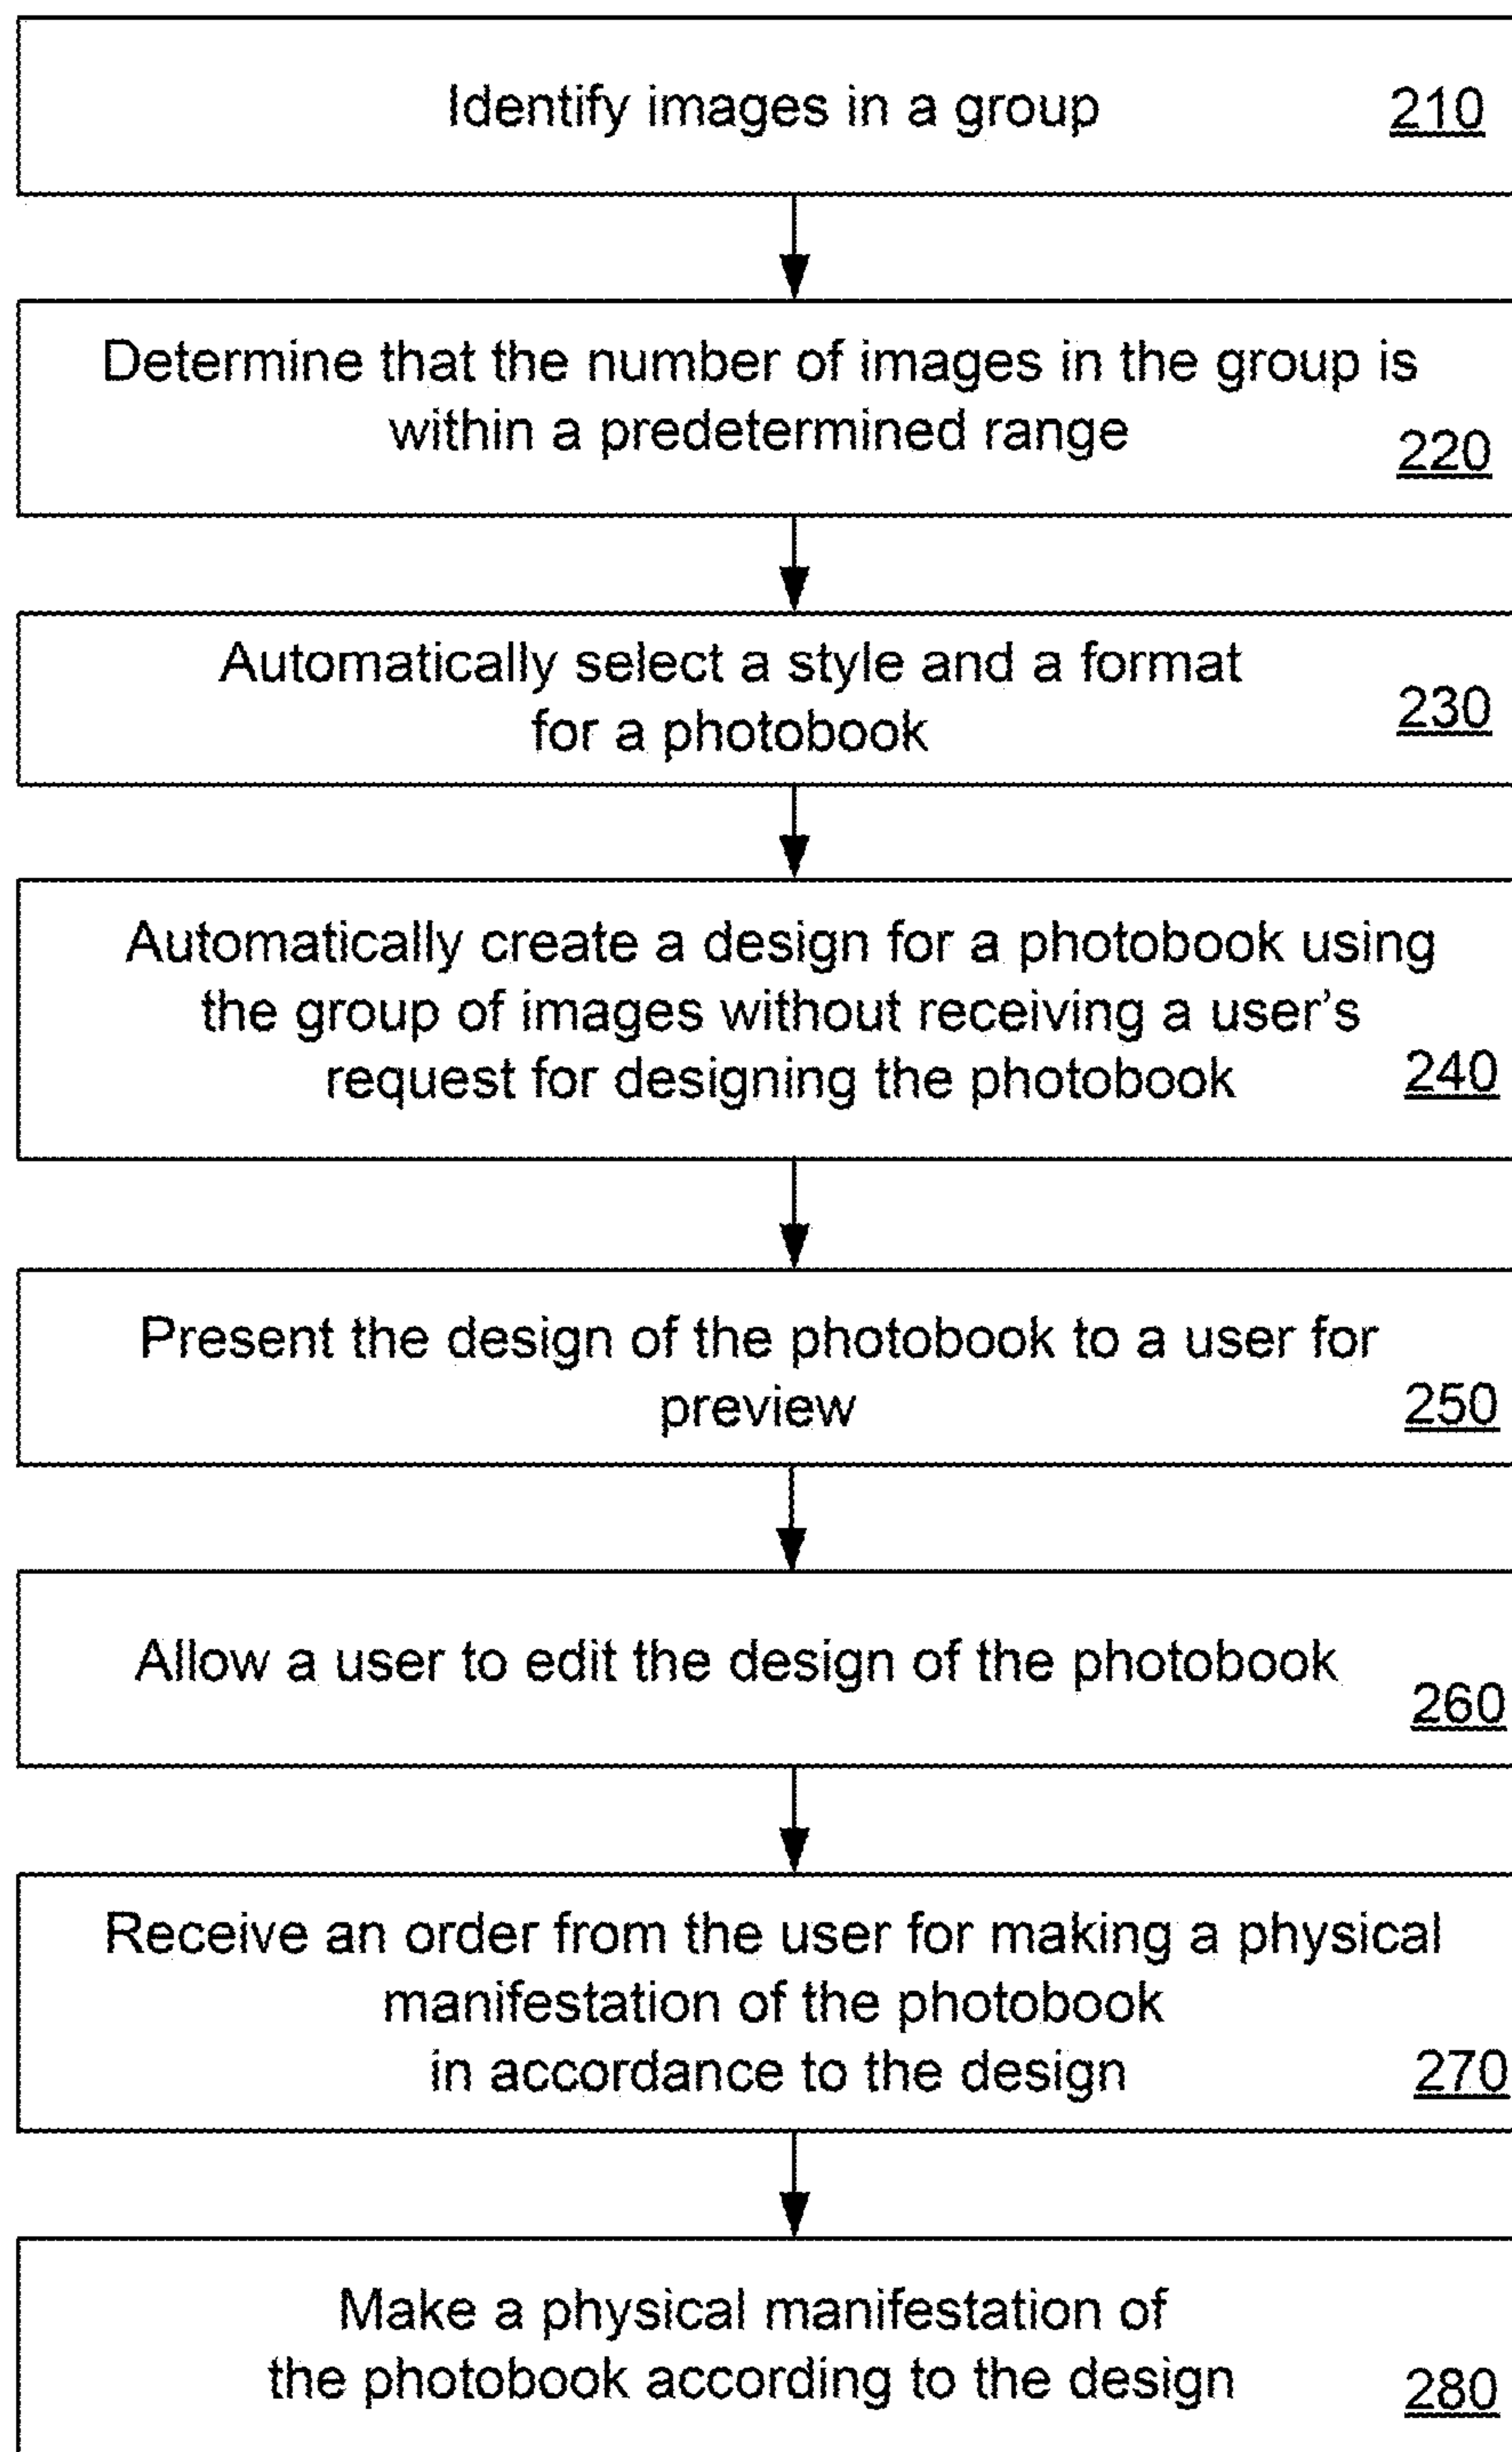 Identify images in a group
210
Determine that the number of images in the group is
within a predetermined range
220
Automatically select a style and a format
for a photobook
230
Automatically create a design for a photobook using
the group of images without receiving a user's
request for designing the photobook
240
Present the design of the photobook to a user for
preview
250
Allow a user to edit the design of the photobook
260
Receive an order from the user for making a physical
manifestation of the photobook
in accordance to the design
270
Make a physical manifestation of
the photobook according to the design
280